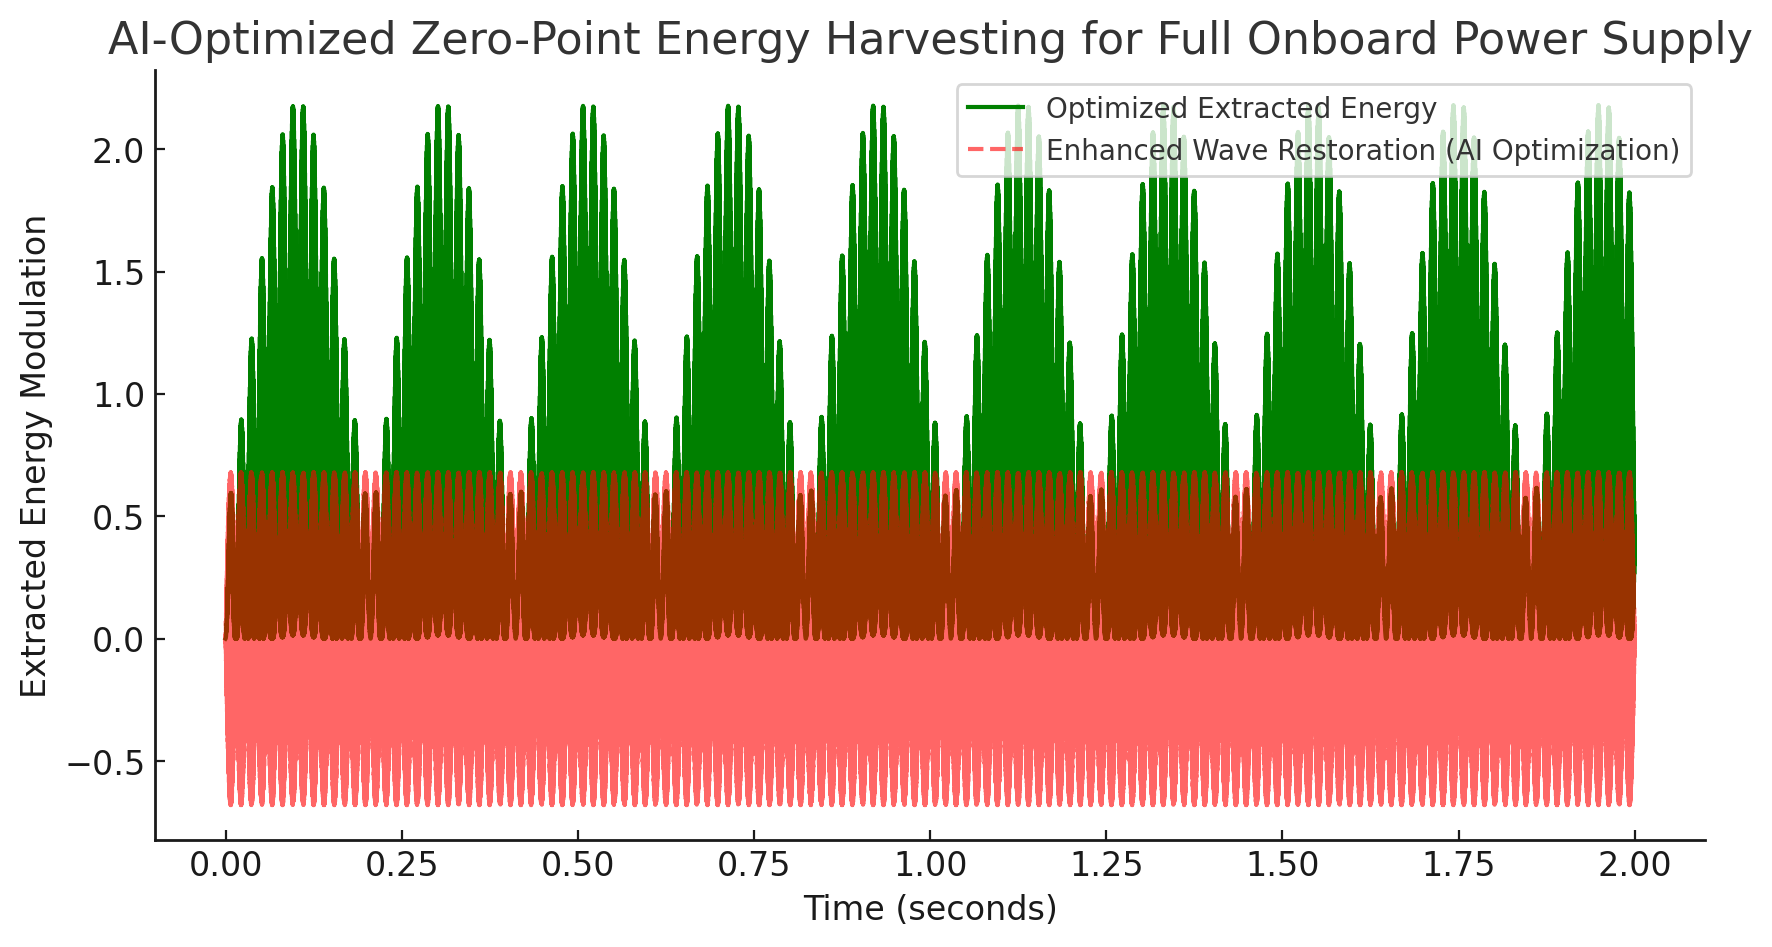 AI-Optimized Zero-Point Energy Harvesting for Full Onboard Power Supply
Optimized Extracted Energy
Enhanced Wave Restoration (AI Optimization)
Extracted Energy Modulation
2.0
1.5
1.0
0.5
0.0
−0.5
0.00 0.25 0.50 0.75 1.00 1.25 1.50 1.75 2.00
Time (seconds)